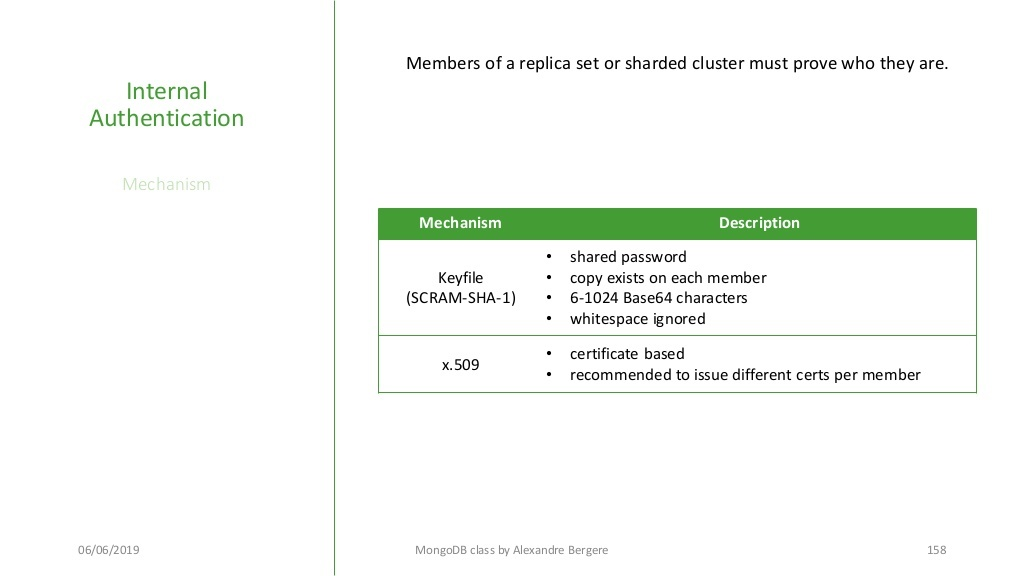 Internal
Authentication
Mechanism
Members of a replica set or sharded cluster must prove who they are.
Mechanism Description
Keyfile
(SCRAM-SHA-1)
• shared password
• copy exists on each member
• 6-1024 Base64 characters
• whitespace ignored
x.509
• certificate based
• recommended to issue different certs per member
06/06/2019 MongoDB class by Alexandre Bergere 158